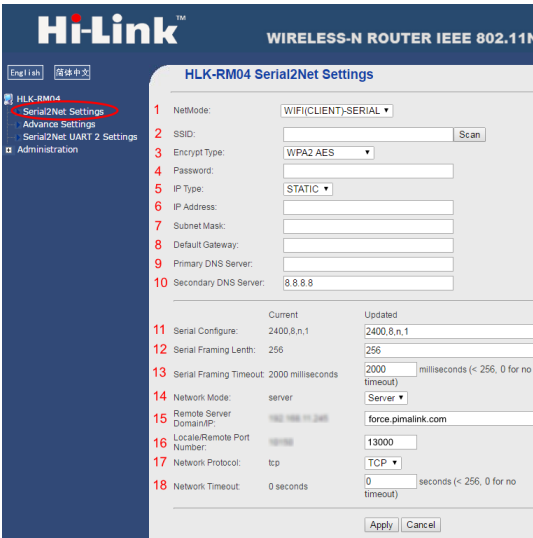 Hi-Link™
WIRELESS-N ROUTER IEEE 802.11N
English 简体中文
HLK-RM04 Serial2Net Settings
HLK-RM04
Serial2Net Settings
Advance Settings
Serial2Net UART 2 Settings
Administration
1 NetMode: WIFI(CLIENT)-SERIAL
2 SSID: Scan
3 Encrypt Type: WPA2 AES
4 Password:
5 IP Type: STATIC
6 IP Address:
7 Subnet Mask:
8 Default Gateway:
9 Primary DNS Server:
10 Secondary DNS Server: 8.8.8.8
Current Updated
11 Serial Configure: 2400,8,n,1 2400,8,n,1
12 Serial Framing Lenth: 256 256
13 Serial Framing Timeout: 2000 milliseconds 2000 milliseconds (< 256, 0 for no
timeout)
14 Network Mode: server Server
15 Remote Server
Domain/IP: force.pimalink.com
16 Locale/Remote Port
Number: 13000
17 Network Protocol: tcp TCP
18 Network Timeout: 0 seconds 0 seconds (< 256, 0 for no
timeout)
Apply Cancel